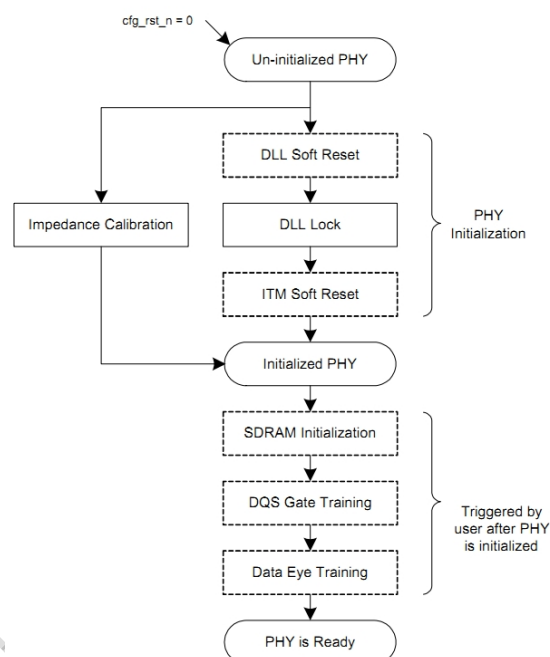 cfg_rst_n = 0
Un-initialized PHY
DLL Soft Reset
Impedance Calibration
DLL Lock
PHY
Initialization
ITM Soft Reset
Initialized PHY
SDRAM Initialization
DQS Gate Training
Triggered by
user after PHY
is initialized
Data Eye Training
PHY is Ready